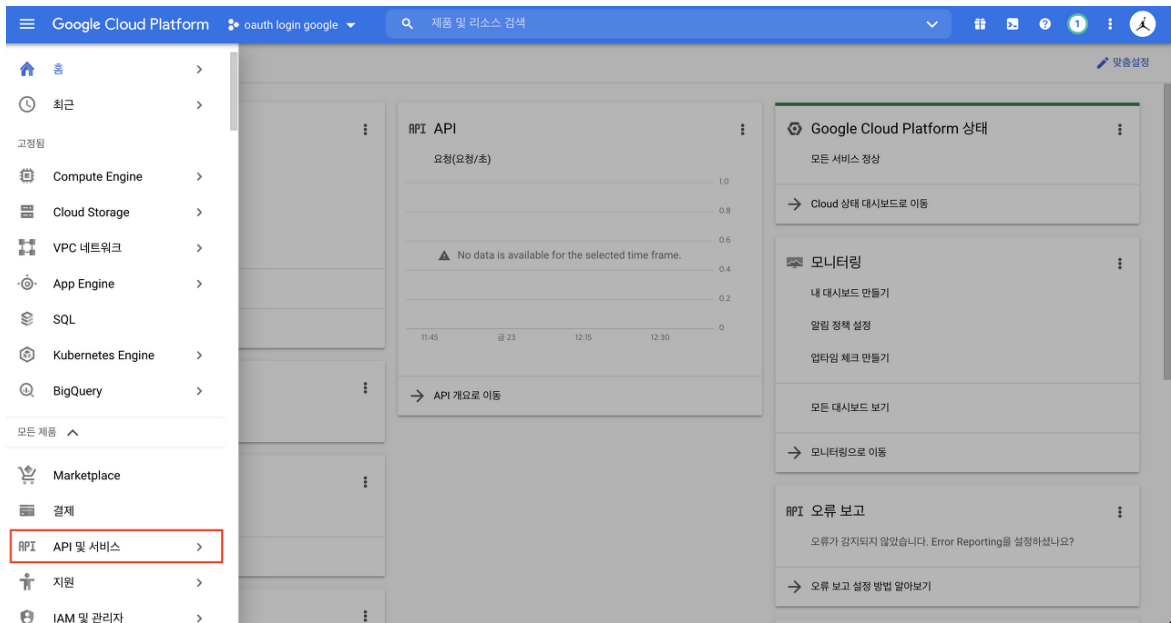 Google Cloud Platform
oauth login google
제품 및 리소스 검색
1
홈
최근
고정됨
Compute Engine
Cloud Storage
VPC 네트워크
App Engine
SQL
Kubernetes Engine
BigQuery
모든 제품
Marketplace
결제
API API 및 서비스
지원
IAM 및 관리자
맞춤설정
API API
요청(요청/초)
1.0
0.8
0.6
No data is available for the selected time frame.
0.4
0.2
0
11:45 금 23 12:15 12:30
API 개요로 이동
Google Cloud Platform 상태
모든 서비스 정상
Cloud 상태 대시보드로 이동
모니터링
내 대시보드 만들기
알림 정책 설정
업타임 체크 만들기
모든 대시보드 보기
모니터링으로 이동
API 오류 보고
오류가 감지되지 않았습니다. Error Reporting을 설정하셨나요?
오류 보고 설정 방법 알아보기